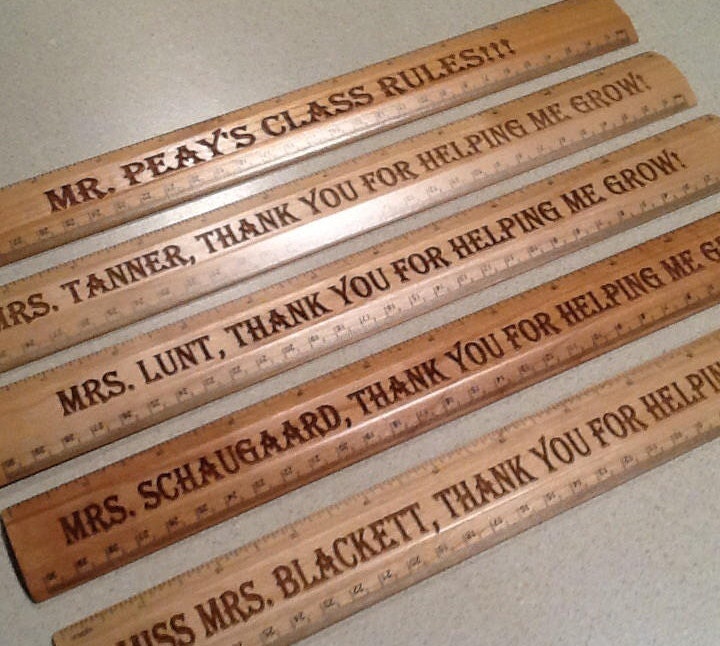 MR. PEAY'S CLASS RULES!!!
MRS. TANNER, THANK YOU FOR HELPING ME GROW!
MRS. LUNT, THANK YOU FOR HELPING ME GROW!
MRS. SCHAUGAARD, THANK YOU FOR HELPING ME G
MISS MRS. BLACKETT, THANK YOU FOR HELPIN